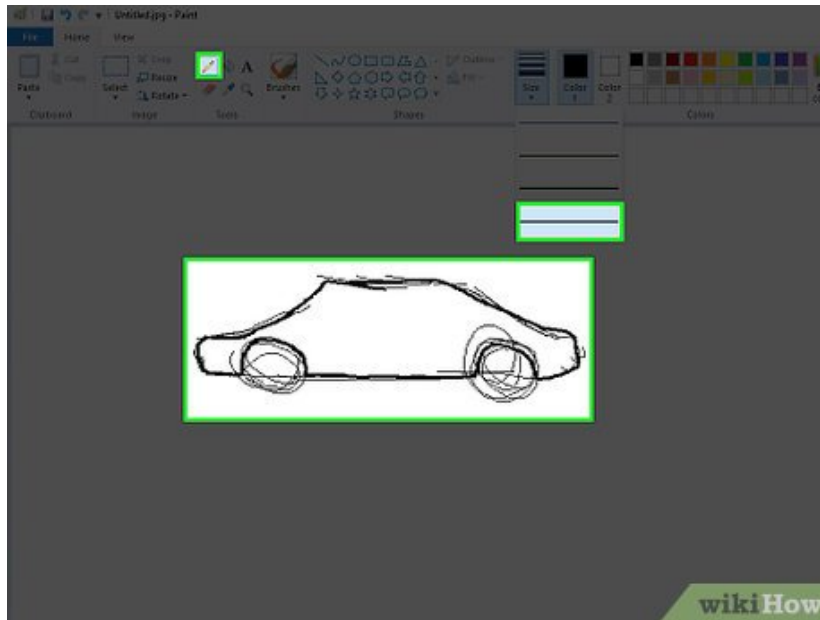 Untitled.jpg - Paint
File Home View
Cut
Crop
Outline
Copy
Resize
Fill
Paste
Select
Rotate
A
Brushes
Size
Color 1
Color 2
Clipboard
Image
Tools
Shapes
Colors
wikiHow